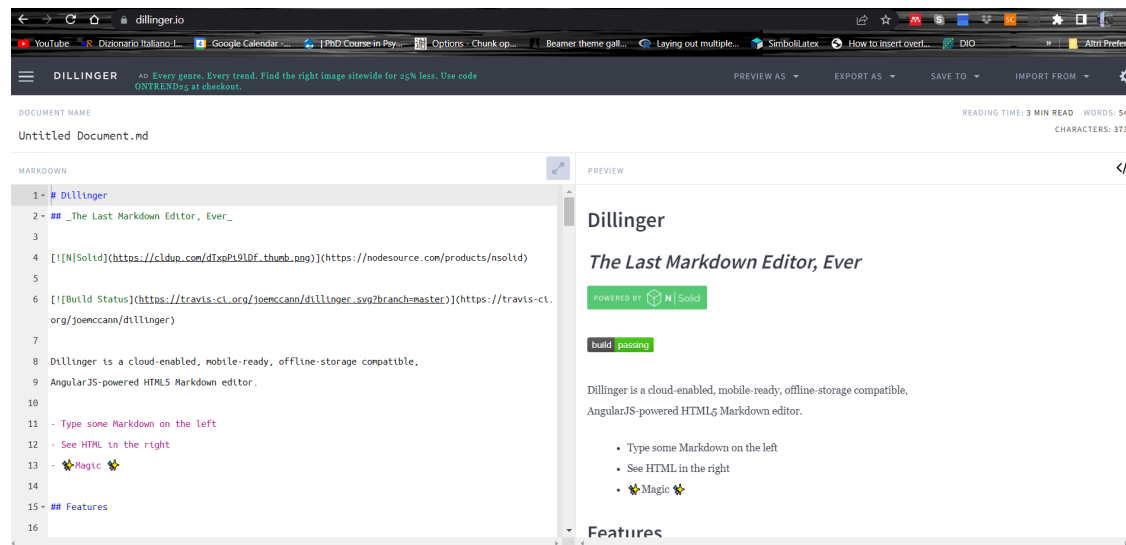 dillinger.io
YouTube Dizionario Italiano-I... Google Calendar -... | PhD Course in Psy... Options - Chunk op... Beamer theme gall... Laying out multiple... SimboliLatex How to insert overl... DIO » Altri Prefer
DILLINGER AD Every genre. Every trend. Find the right image sitewide for 25% less. Use code
ONTREND25 at checkout.
PREVIEW AS EXPORT AS SAVE TO IMPORT FROM
DOCUMENT NAME
READING TIME: 3 MIN READ WORDS: 54
Untitled Document.md
CHARACTERS: 373
MARKDOWN
1 # Dillinger
2 ## _The Last Markdown Editor, Ever_
3
4 [![N|Solid](https://cldup.com/dTxpPi9lDf.thumb.png)](https://nodesource.com/products/nsolid)
5
6 [![Build Status](https://travis-ci.org/joemccann/dillinger.svg?branch=master)](https://travis-ci.
org/joemccann/dillinger)
7
8 Dillinger is a cloud-enabled, mobile-ready, offline-storage compatible,
9 AngularJS-powered HTML5 Markdown editor.
10
11 - Type some Markdown on the left
12 - See HTML in the right
13 - ✨Magic ✨
14
15 ## Features
16
PREVIEW </
Dillinger
The Last Markdown Editor, Ever
POWERED BY N|Solid
build passing
Dillinger is a cloud-enabled, mobile-ready, offline-storage compatible,
AngularJS-powered HTML5 Markdown editor.
• Type some Markdown on the left
• See HTML in the right
• ✨Magic ✨
Features